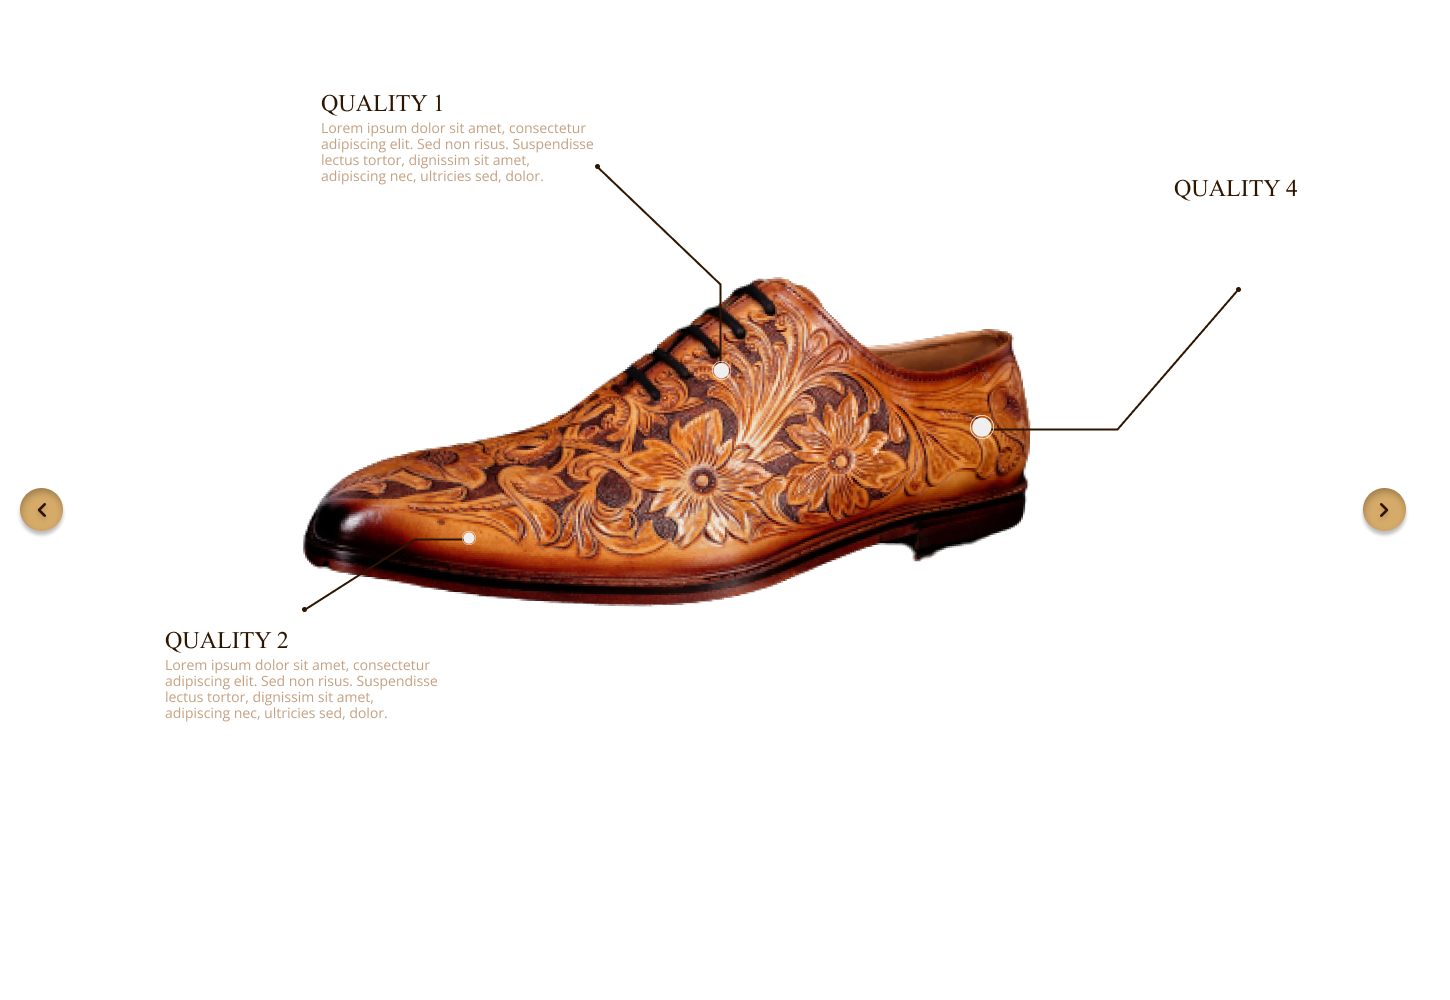 QUALITY 1
Lorem ipsum dolor sit amet, consectetur
adipiscing elit. Sed non risus. Suspendisse
lectus tortor, dignissim sit amet,
adipiscing nec, ultricies sed, dolor.
QUALITY 4
QUALITY 2
Lorem ipsum dolor sit amet, consectetur
adipiscing elit. Sed non risus. Suspendisse
lectus tortor, dignissim sit amet,
adipiscing nec, ultricies sed, dolor.